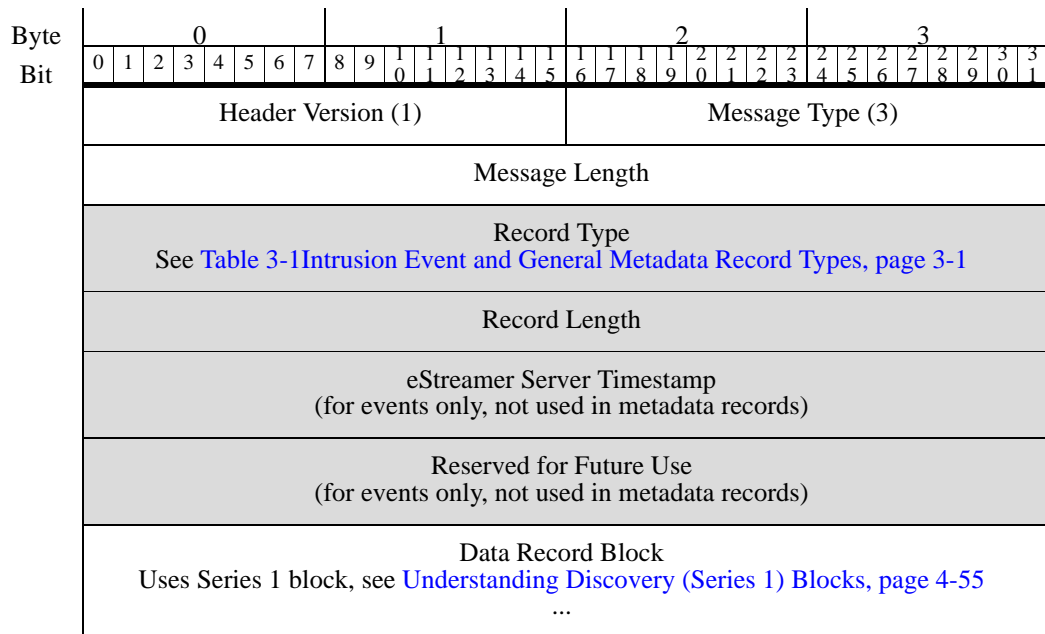 Byte 0 1 2 3
Bit 0 1 2 3 4 5 6 7 8 9 10 11 12 13 14 15 16 17 18 19 20 21 22 23 24 25 26 27 28 29 30 31
Header Version (1) Message Type (3)
Message Length
Record Type
See Table 3-1Intrusion Event and General Metadata Record Types, page 3-1
Record Length
eStreamer Server Timestamp
(for events only, not used in metadata records)
Reserved for Future Use
(for events only, not used in metadata records)
Data Record Block
Uses Series 1 block, see Understanding Discovery (Series 1) Blocks, page 4-55
...